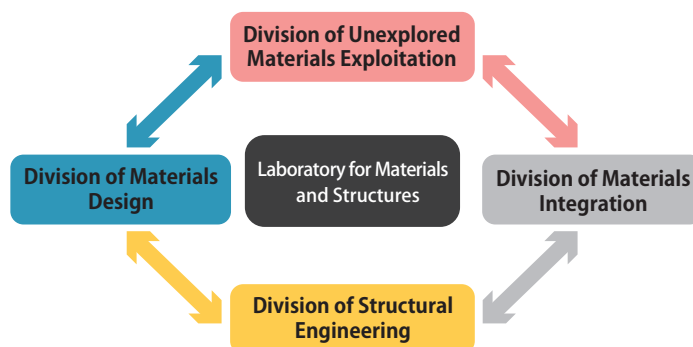 Division of Unexplored
Materials Exploitation
Division of Materials
Design
Laboratory for Materials
and Structures
Division of Materials
Integration
Division of Structural
Engineering